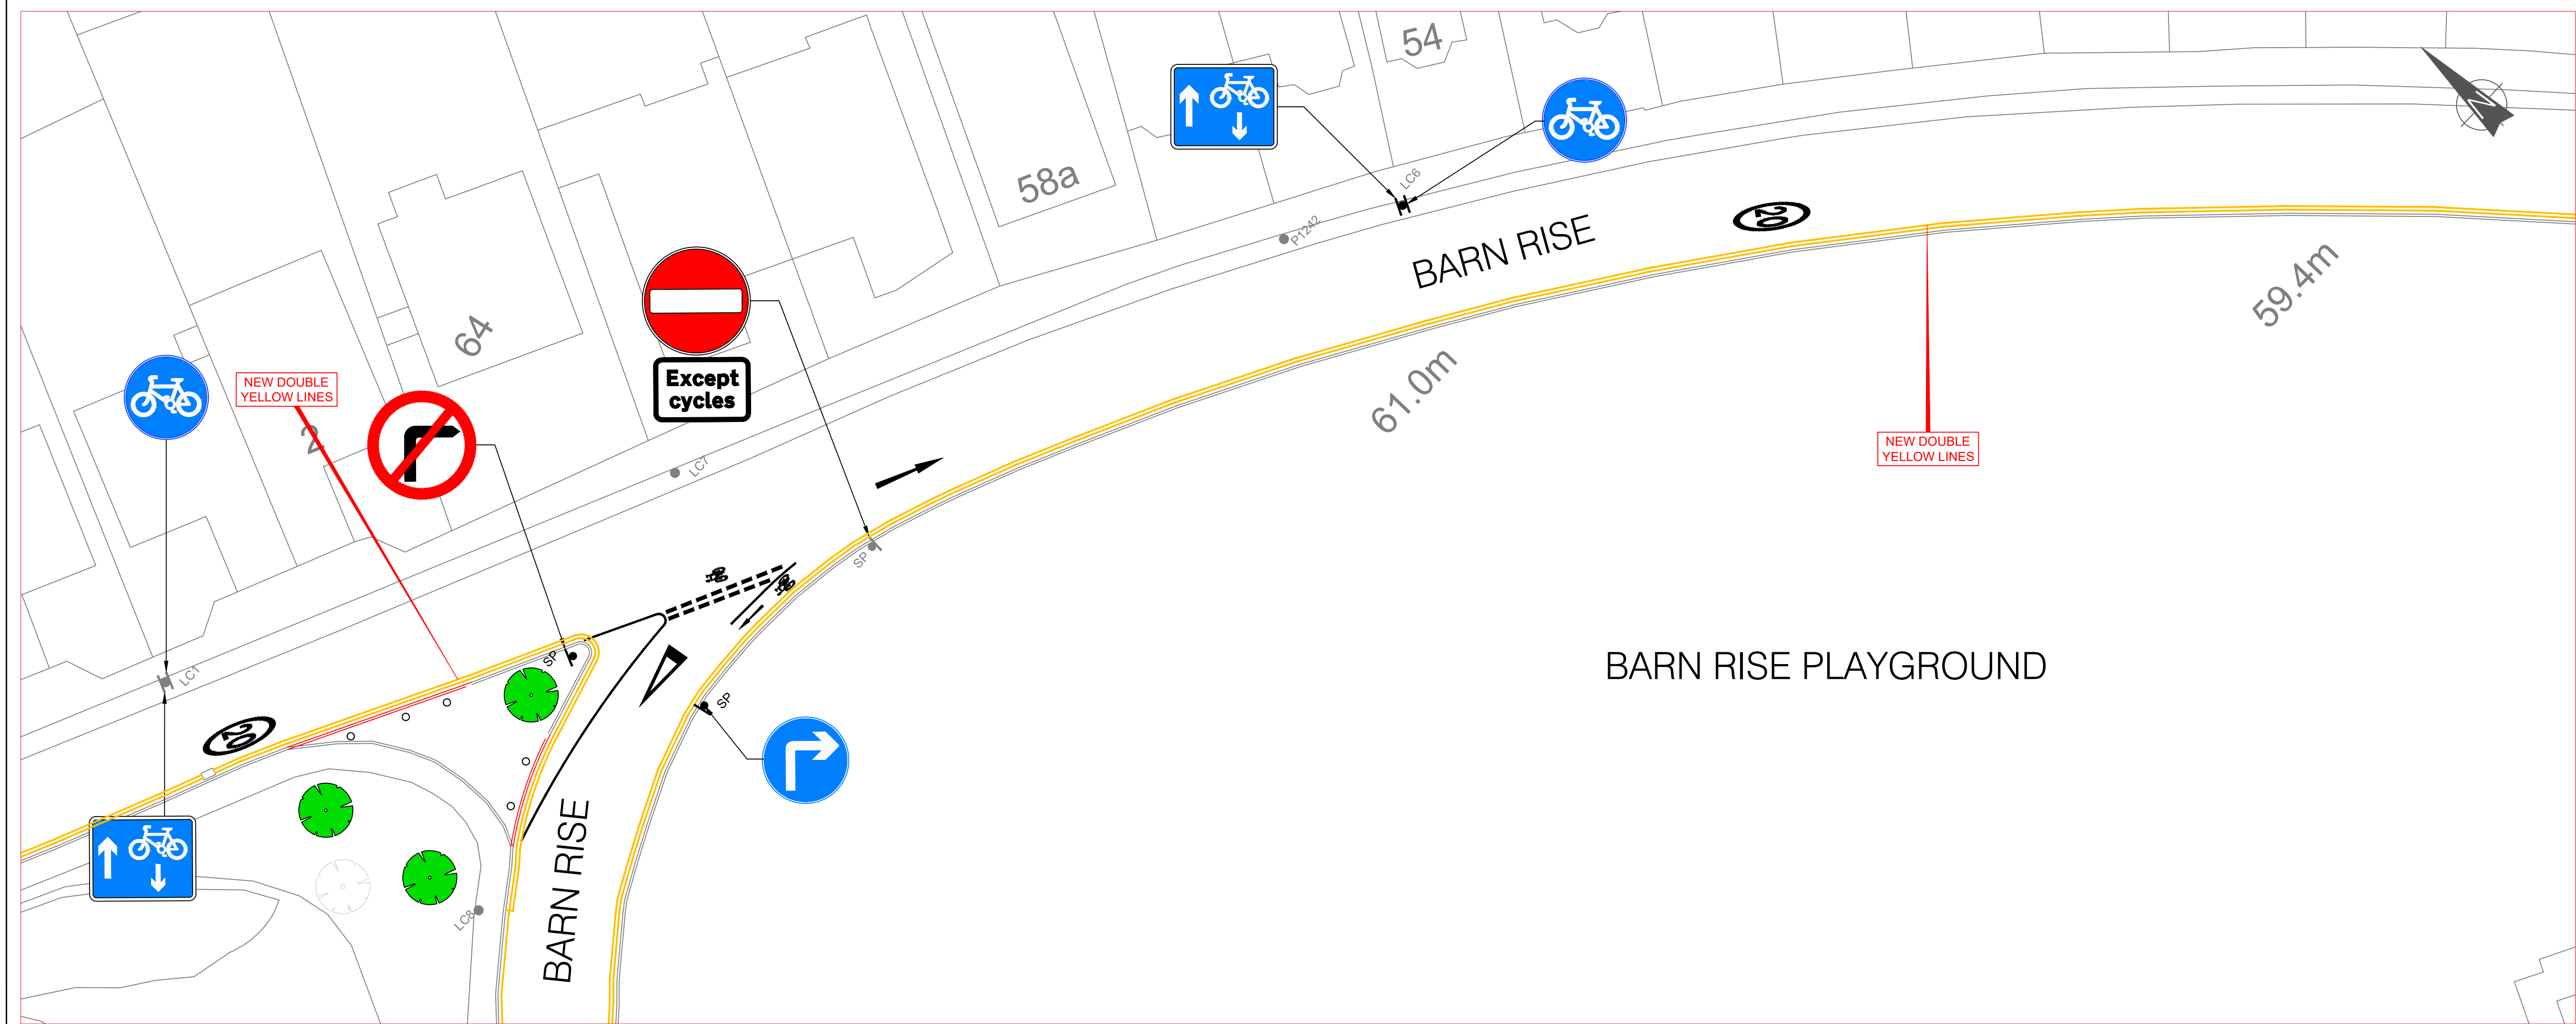 54
58a
LC6
P1242
20
BARN RISE
59.4m
64
61.0m
NEW DOUBLE
YELLOW LINES
2
Except
cycles
NEW DOUBLE
YELLOW LINES
LC7
SP
SP
LC1
SP
BARN RISE PLAYGROUND
20
BARN RISE
LC8
N